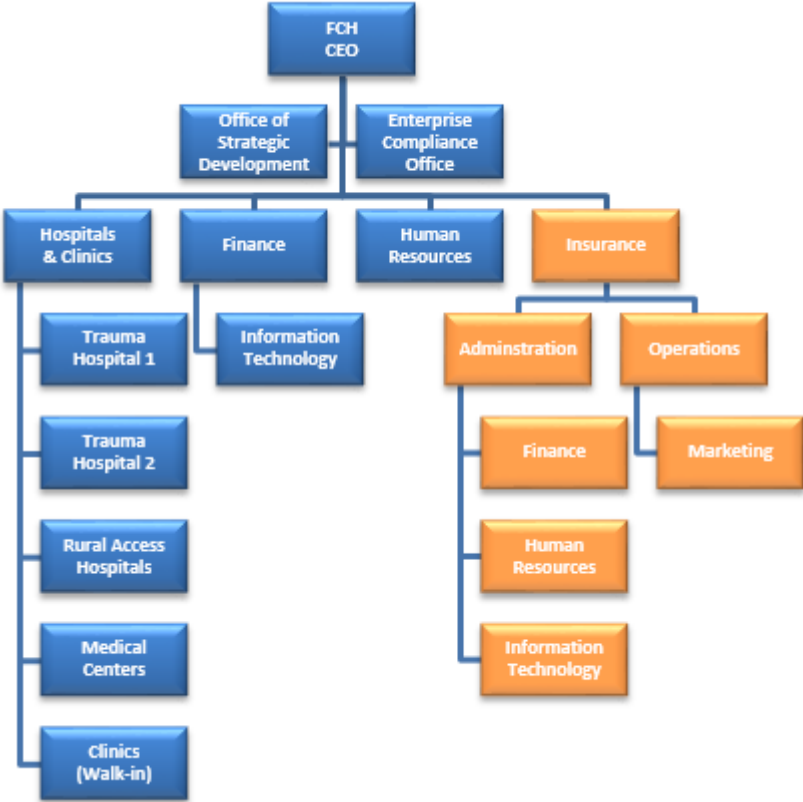 FCH
CEO
Office of
Strategic
Development
Enterprise
Compliance
Office
Hospitals
& Clinics
Finance
Human
Resources
Insurance
Trauma
Hospital 1
Information
Technology
Adminstration
Operations
Trauma
Hospital 2
Finance
Marketing
Rural Access
Hospitals
Human
Resources
Medical
Centers
Information
Technology
Clinics
(Walk-in)